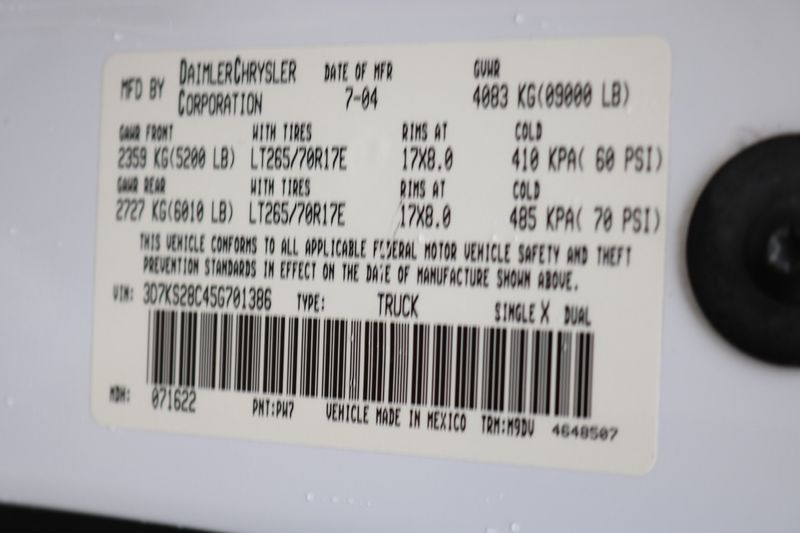 MFD BY DAIMLERCHRYSLER CORPORATION DATE OF MFR 7-04 GVWR 4083 KG(09000 LB)
GAWR FRONT WITH TIRES RIMS AT COLD
2359 KG(5200 LB) LT265/70R17E 17X8.0 410 KPA( 60 PSI)
GAWR REAR WITH TIRES RIMS AT COLD
2727 KG(6010 LB) LT265/70R17E 17X8.0 485 KPA( 70 PSI)
THIS VEHICLE CONFORMS TO ALL APPLICABLE FEDERAL MOTOR VEHICLE SAFETY AND THEFT
PREVENTION STANDARDS IN EFFECT ON THE DATE OF MANUFACTURE SHOWN ABOVE.
VIN: 3D7KS28C45G701386 TYPE: TRUCK SINGLE X DUAL
MDH: 071622 PNT:PW7 VEHICLE MADE IN MEXICO TRM:M9DV 4648507